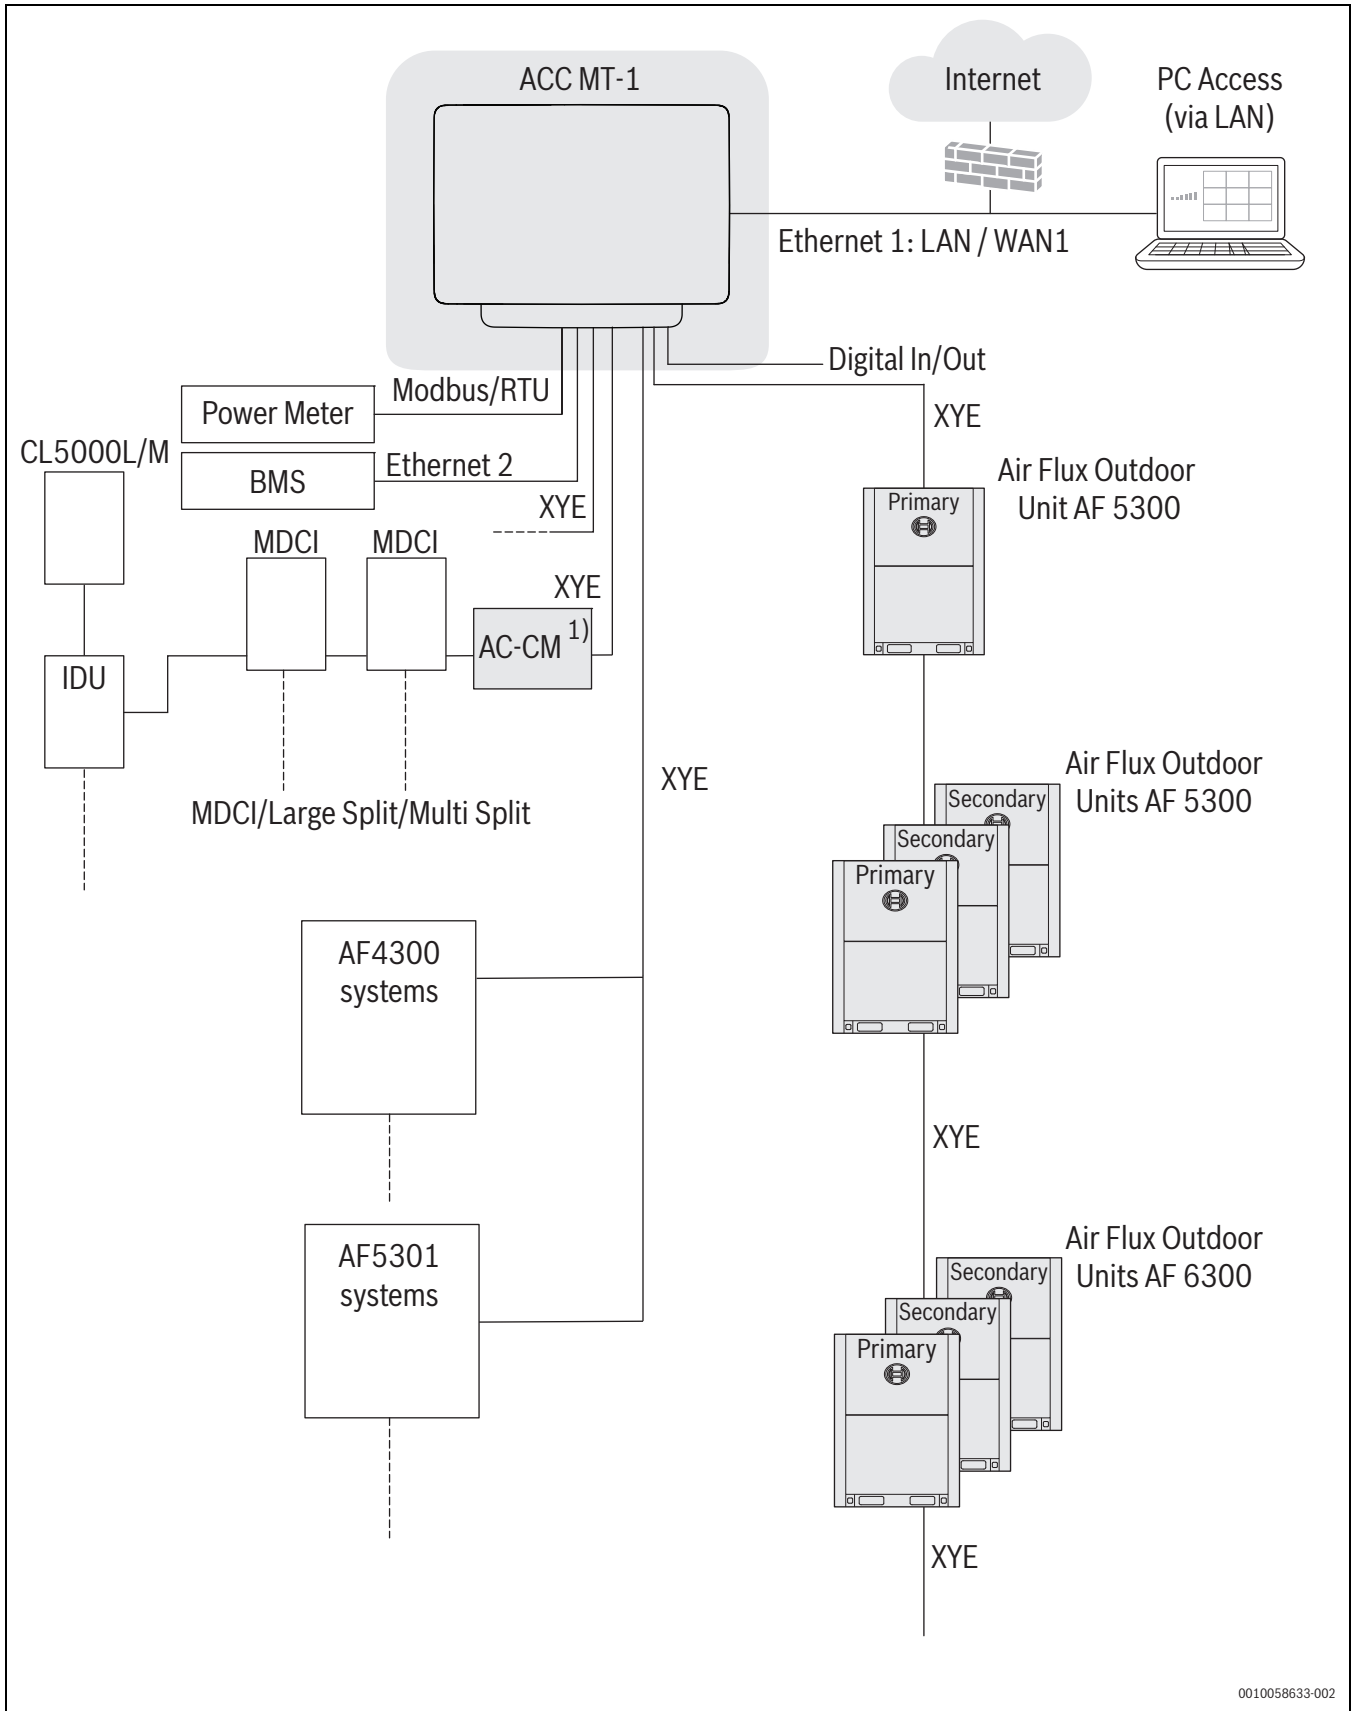 ACC MT-1
Internet
PC Access
(via LAN)
Ethernet 1: LAN / WAN1
Digital In/Out
Modbus/RTU
Power Meter
XYE
CL5000L/M
Ethernet 2
BMS
Air Flux Outdoor
Unit AF 5300
Primary
XYE
MDCI
MDCI
XYE
AC-CM 1)
IDU
XYE
MDCI/Large Split/Multi Split
Air Flux Outdoor
Units AF 5300
Secondary
Secondary
Primary
AF4300
systems
XYE
AF5301
systems
Air Flux Outdoor
Units AF 6300
Secondary
Secondary
Primary
XYE
0010058633-002